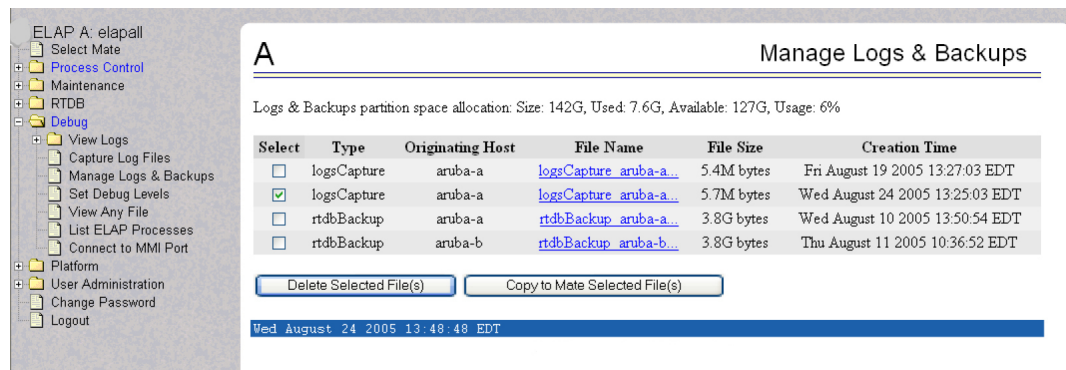 ELAP A: elapall
Select Mate
Process Control
Maintenance
RTDB
Debug
View Logs
Capture Log Files
Manage Logs & Backups
Set Debug Levels
View Any File
List ELAP Processes
Connect to MMI Port
Platform
User Administration
Change Password
Logout
A Manage Logs & Backups
Logs & Backups partition space allocation: Size: 142G, Used: 7.6G, Available: 127G, Usage: 6%
Select Type Originating Host File Name File Size Creation Time
logsCapture aruba-a logsCapture_aruba-a... 5.4M bytes Fri August 19 2005 13:27:03 EDT
logsCapture aruba-a logsCapture_aruba-a... 5.7M bytes Wed August 24 2005 13:25:03 EDT
rtdbBackup aruba-a rtdbBackup_aruba-a... 3.8G bytes Wed August 10 2005 13:50:54 EDT
rtdbBackup aruba-b rtdbBackup_aruba-b... 3.8G bytes Thu August 11 2005 10:36:52 EDT
Delete Selected File(s) Copy to Mate Selected File(s)
Wed August 24 2005 13:48:48 EDT